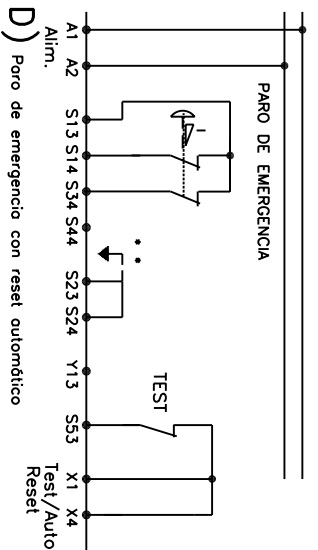 PARO DE EMERGENCIA
TEST
* *
A1 A2 S13 S14 S34 S44 S23 S24 Y13 S53 X1 X4
Alim.
Test/Auto
Reset
D) Paro de emergencia con reset automático